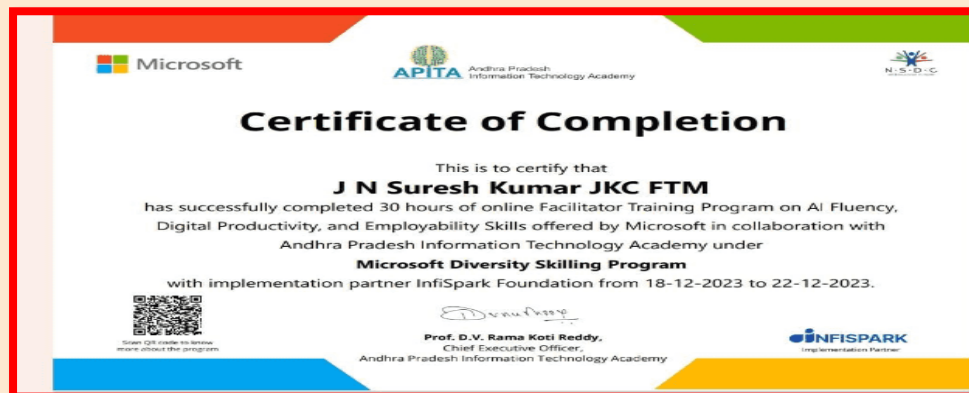 Microsoft
APITA Andhra Pradesh
Information Technology Academy
N·S·D·C
Certificate of Completion
This is to certify that
J N Suresh Kumar JKC FTM
has successfully completed 30 hours of online Facilitator Training Program on AI Fluency,
Digital Productivity, and Employability Skills offered by Microsoft in collaboration with
Andhra Pradesh Information Technology Academy under
Microsoft Diversity Skilling Program
with implementation partner InfiSpark Foundation from 18-12-2023 to 22-12-2023.
Scan QR code to know
more about the program
Prof. D.V. Rama Koti Reddy,
Chief Executive Officer,
Andhra Pradesh Information Technology Academy
INFISPARK
Implementation Partner